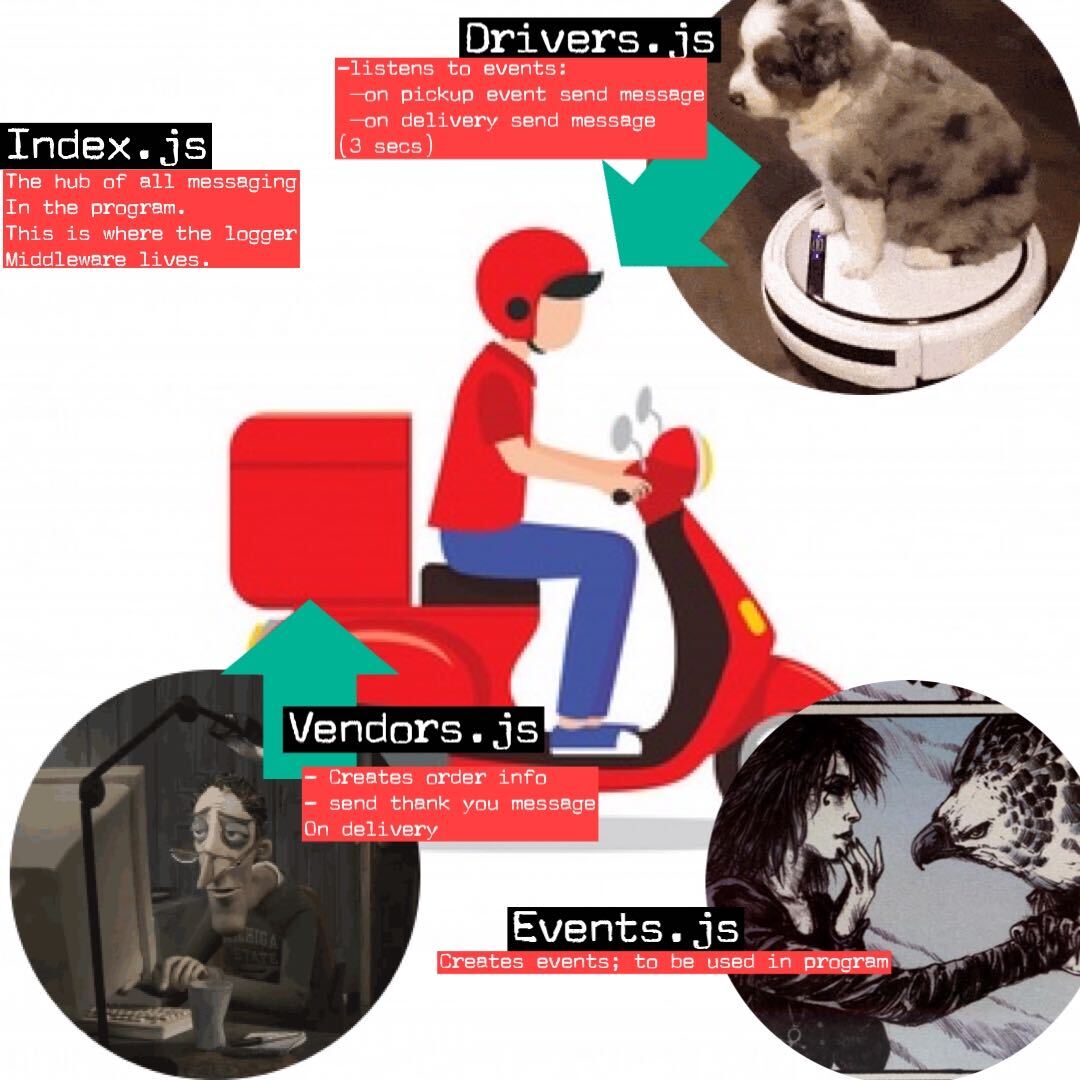 Drivers.js
-listens to events:
—on pickup event send message
—on delivery send message
(3 secs)
Index.js
The hub of all messaging
In the program.
This is where the logger
Middleware lives.
Vendors.js
- Creates order info
- send thank you message
On delivery
MICHIGA
STATE
Events.js
Creates events; to be used in program